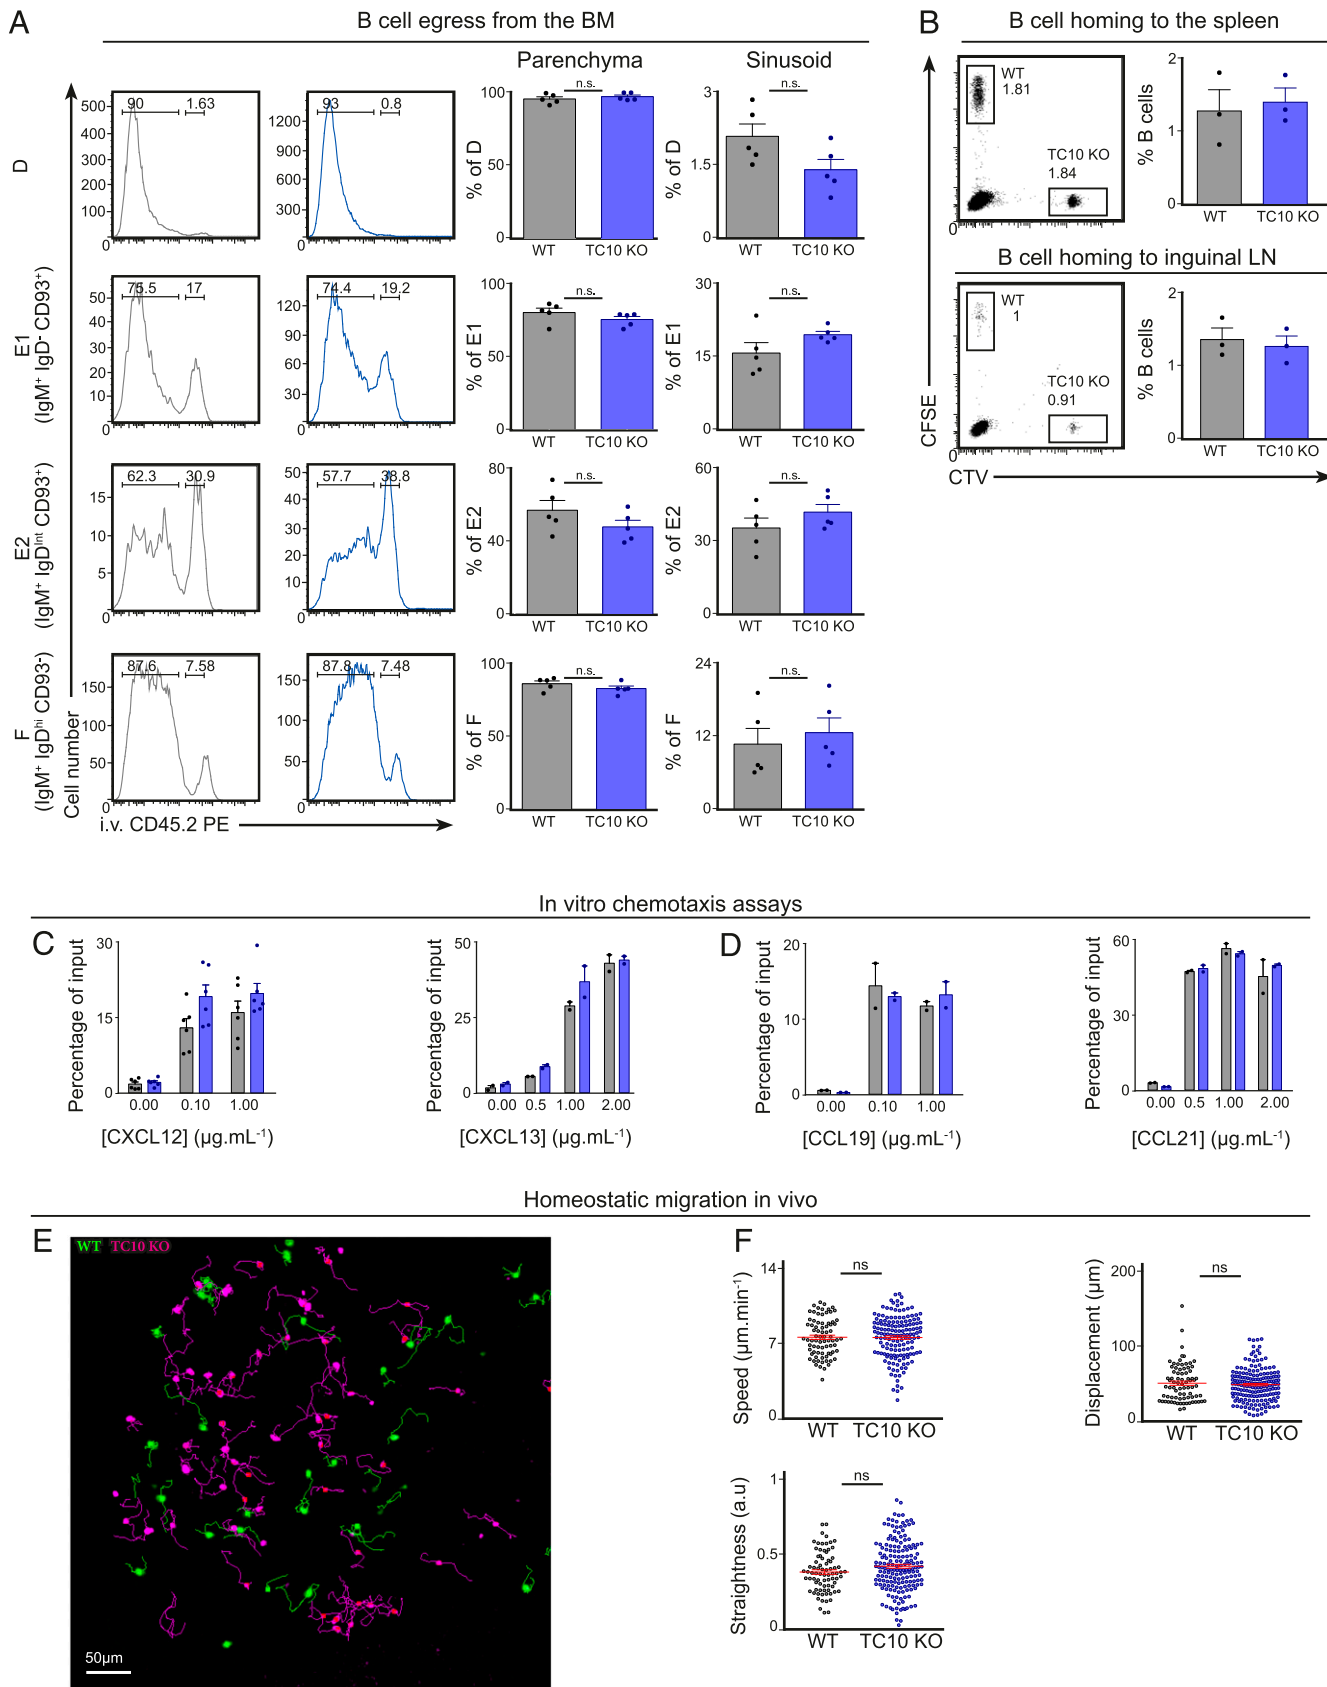 A
B cell egress from the BM
Parenchyma
Sinusoid
D
90
1.63
500
400
300
200
100
0
93
0.8
1200
900
600
300
0
% of D
100
50
0
n.s.
WT
TC10 KO
% of D
3
1.5
0
n.s.
WT
TC10 KO
E1
(IgM+ IgD- CD93+)
75.5
17
50
40
30
20
10
0
74.4
19.2
120
90
60
30
0
% of E1
100
50
0
n.s.
WT
TC10 KO
% of E1
30
15
0
n.s.
WT
TC10 KO
E2
(IgM+ IgDInt CD93+)
62.3
30.9
15
10
5
0
57.7
38.8
50
40
30
20
10
0
% of E2
80
40
0
n.s.
WT
TC10 KO
% of E2
60
30
0
n.s.
WT
TC10 KO
F
(IgM+ IgDhi CD93-)
87.6
7.58
150
100
50
0
87.8
7.48
150
100
50
0
% of F
100
50
0
n.s.
WT
TC10 KO
% of F
24
12
0
n.s.
WT
TC10 KO
Cell number
i.v. CD45.2 PE
B
B cell homing to the spleen
WT
1.81
TC10 KO
1.84
0
0
% B cells
2
1
0
WT
TC10 KO
B cell homing to inguinal LN
WT
1
TC10 KO
0.91
0
0
% B cells
2
1
0
WT
TC10 KO
CFSE
CTV
In vitro chemotaxis assays
C
Percentage of input
30
15
0
0.00
0.10
1.00
[CXCL12] (µg.mL-1)
Percentage of input
50
25
0
0.00
0.5
1.00
2.00
[CXCL13] (µg.mL-1)
D
Percentage of input
20
10
0
0.00
0.10
1.00
[CCL19] (µg.mL-1)
Percentage of input
60
30
0
0.00
0.5
1.00
2.00
[CCL21] (µg.mL-1)
Homeostatic migration in vivo
E
WT TC10 KO
50µm
F
Speed (µm.min-1)
14
7
0
ns
WT
TC10 KO
Displacement (µm)
200
100
0
ns
WT
TC10 KO
Straightness (a.u)
1
0.5
0
ns
WT
TC10 KO